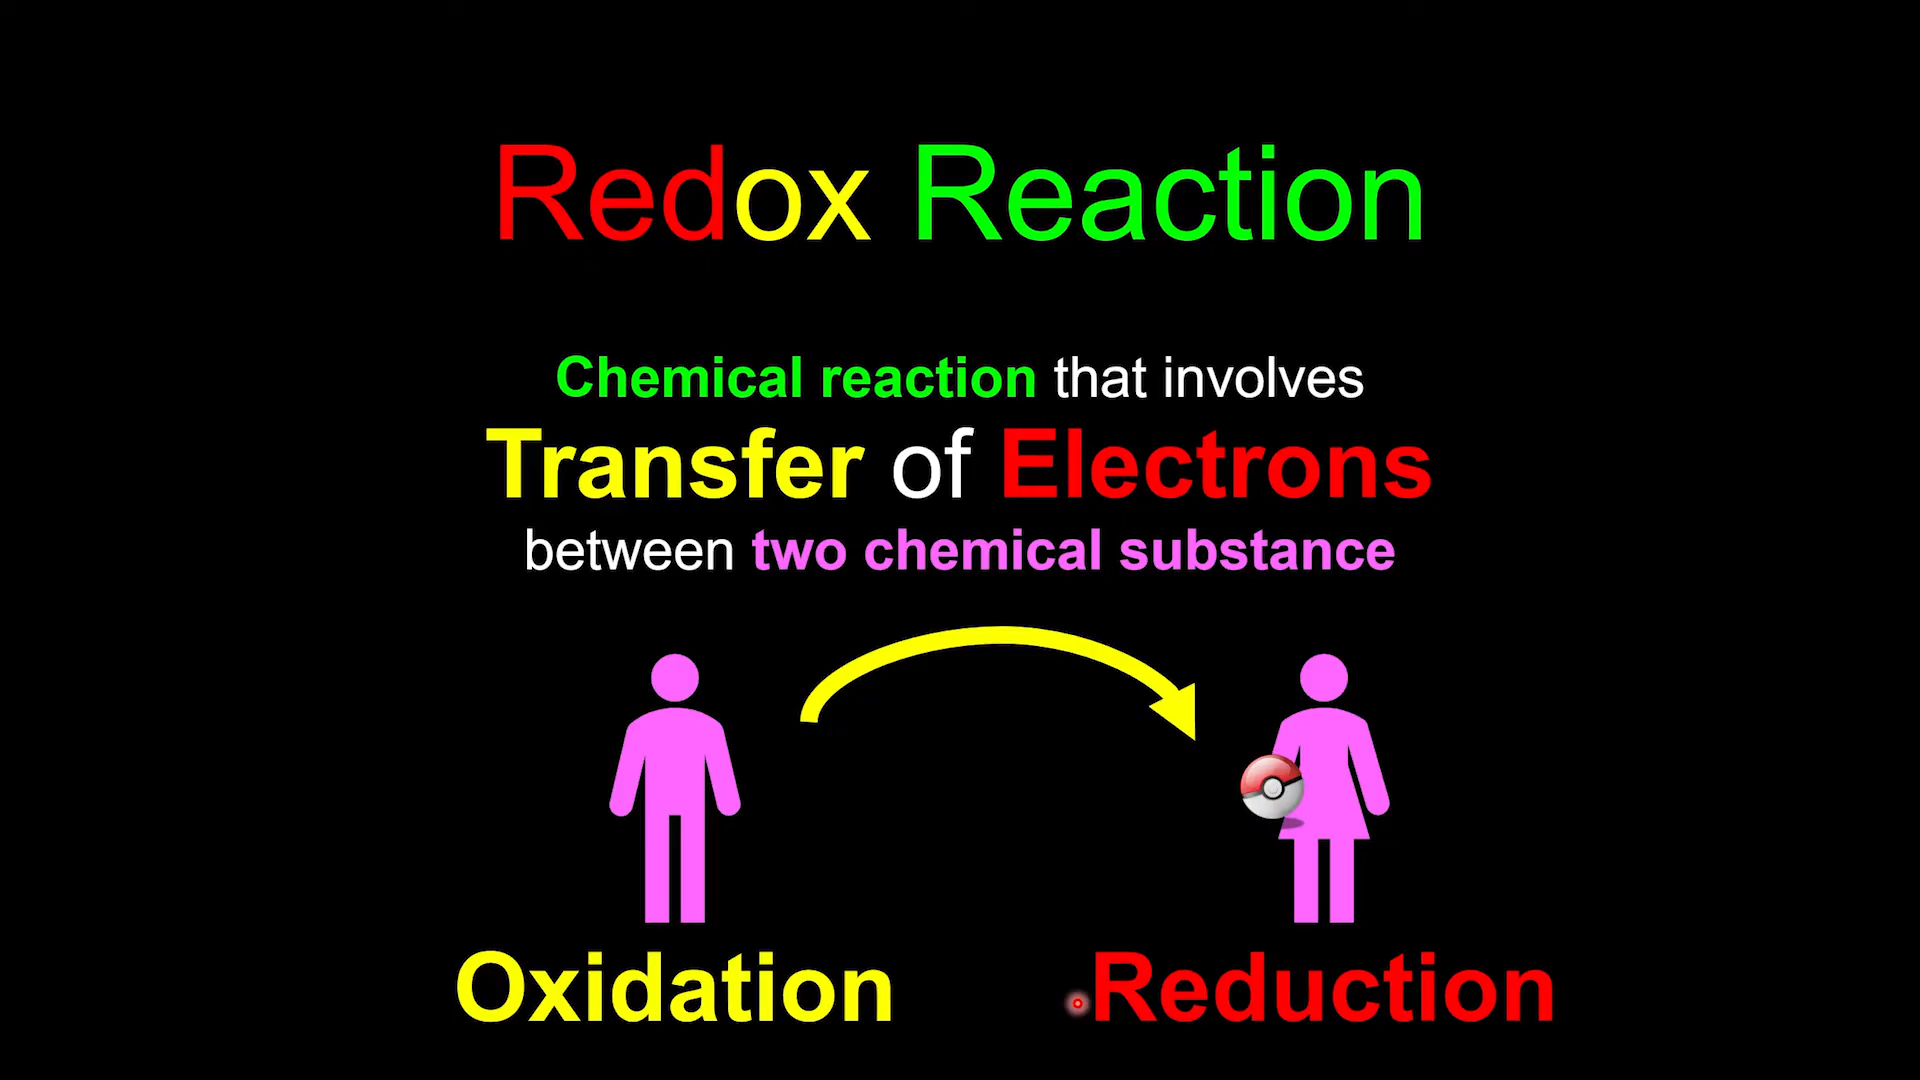 Redox Reaction
Chemical reaction that involves
Transfer of Electrons
between two chemical substance
Oxidation
Reduction